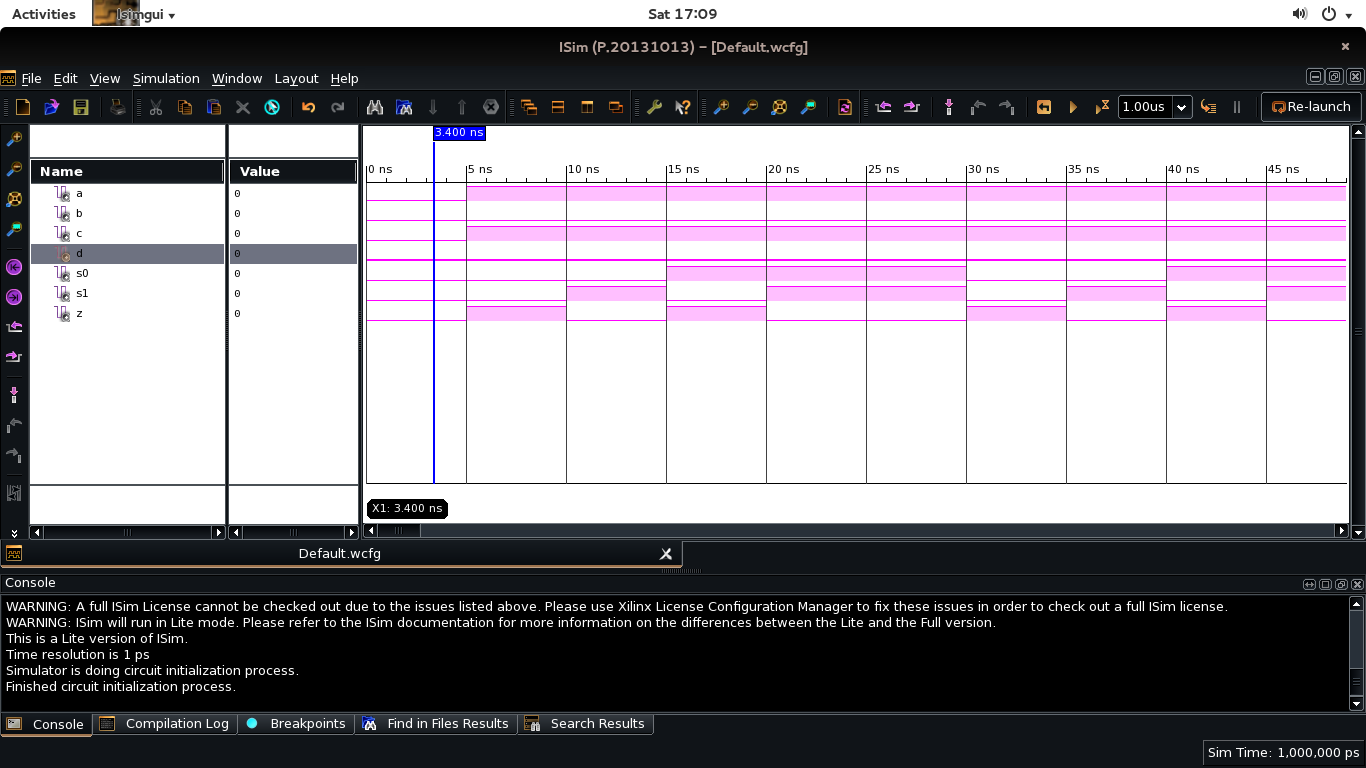 Activities Isimgui Sat 17:09
ISim (P.20131013) – [Default.wcfg]
File Edit View Simulation Window Layout Help
1.00us Re-launch
3.400 ns
Name Value
0 ns 5 ns 10 ns 15 ns 20 ns 25 ns 30 ns 35 ns 40 ns 45 ns
a 0
b 0
c 0
d 0
s0 0
s1 0
z 0
X1: 3.400 ns
Default.wcfg
Console
WARNING: A full ISim License cannot be checked out due to the issues listed above. Please use Xilinx License Configuration Manager to fix these issues in order to check out a full ISim license.
WARNING: ISim will run in Lite mode. Please refer to the ISim documentation for more information on the differences between the Lite and the Full version.
This is a Lite version of ISim.
Time resolution is 1 ps
Simulator is doing circuit initialization process.
Finished circuit initialization process.
Console Compilation Log Breakpoints Find in Files Results Search Results
Sim Time: 1,000,000 ps